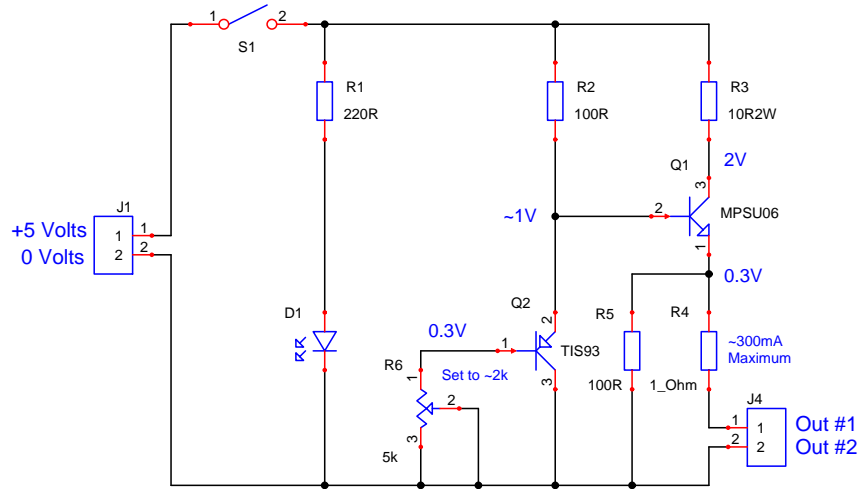 1
2
S1
R1
220R
R2
100R
R3
10R2W
Q1
2V
3
2
MPSU06
1
J1
+5 Volts
1
1
0 Volts
2
2
~1V
0.3V
D1
0.3V
Q2
2
1
TIS93
3
R5
100R
R4
~300mA
Maximum
1_Ohm
R6
1
Set to ~2k
2
3
5k
J4
1
1
Out #1
2
2
Out #2